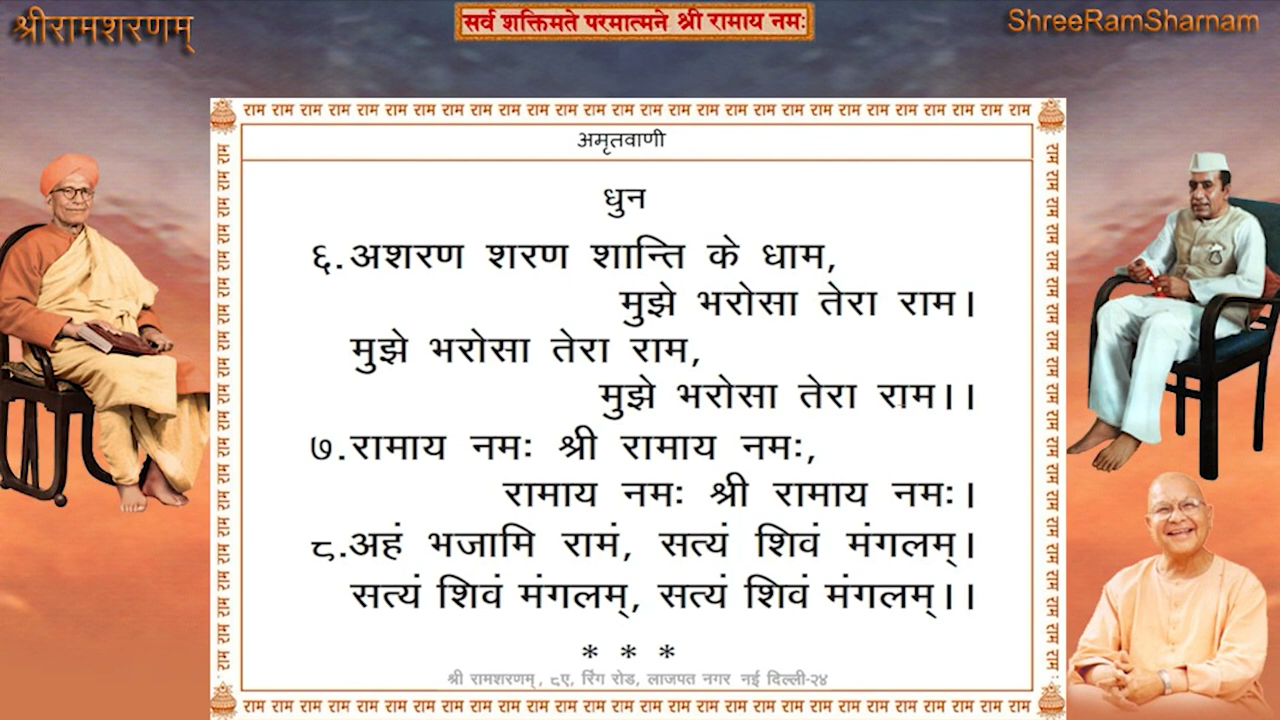 श्रीरामशरणम्
सर्व शक्तिमते परमात्मने श्री रामाय नमः
ShreeRamSharnam
राम राम राम राम राम राम राम राम राम राम राम राम राम राम राम राम राम राम राम राम राम राम राम राम राम राम राम राम
अमृतवाणी
धुन
६.अशरण शरण शान्ति के धाम,
मुझे भरोसा तेरा राम।
मुझे भरोसा तेरा राम,
मुझे भरोसा तेरा राम।।
७.रामाय नमः श्री रामाय नमः,
रामाय नमः श्री रामाय नमः।
८.अहं भजामि रामं, सत्यं शिवं मंगलम्।
सत्यं शिवं मंगलम्, सत्यं शिवं मंगलम्।।
* * *
श्री रामशरणम् , ८ए, रिंग रोड, लाजपत नगर नई दिल्ली-२४
राम राम राम राम राम राम राम राम राम राम राम राम राम राम राम राम राम राम राम राम राम राम राम राम राम राम राम राम